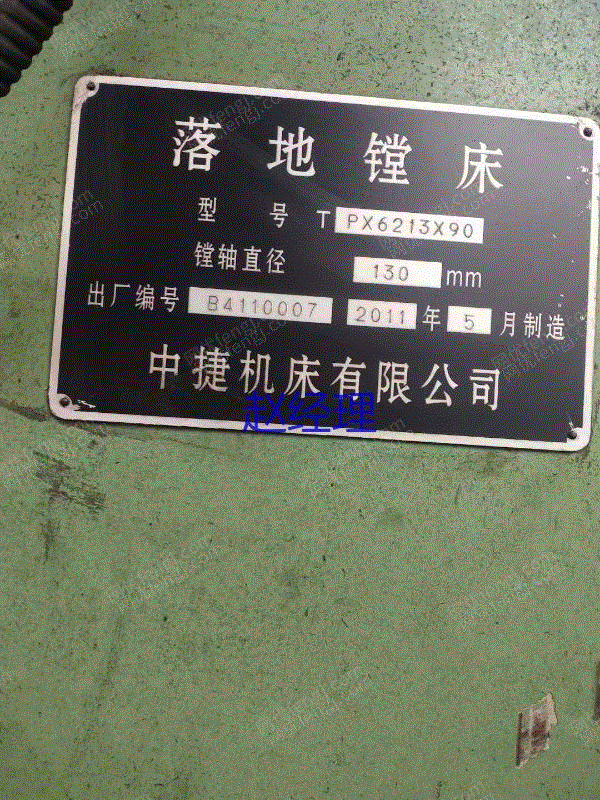 落地镗床
型 号 TPX6213X90
镗轴直径 130 mm
出厂编号 B4110007 2011 年 5 月制造
中捷机床有限公司
赵经理